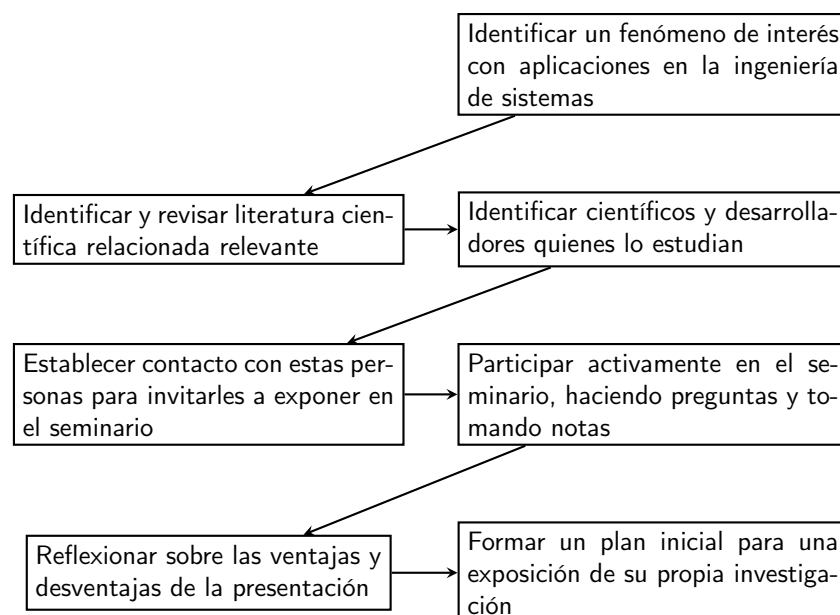 Identificar un fenómeno de interés
con aplicaciones en la ingeniería
de sistemas
Identificar y revisar literatura cien-
tífica relacionada relevante
Identificar científicos y desarrolla-
dores quienes lo estudian
Establecer contacto con estas per-
sonas para invitarles a exponer en
el seminario
Participar activamente en el se-
minario, haciendo preguntas y to-
mando notas
Reflexionar sobre las ventajas y
desventajas de la presentación
Formar un plan inicial para una
exposición de su propia investiga-
ción